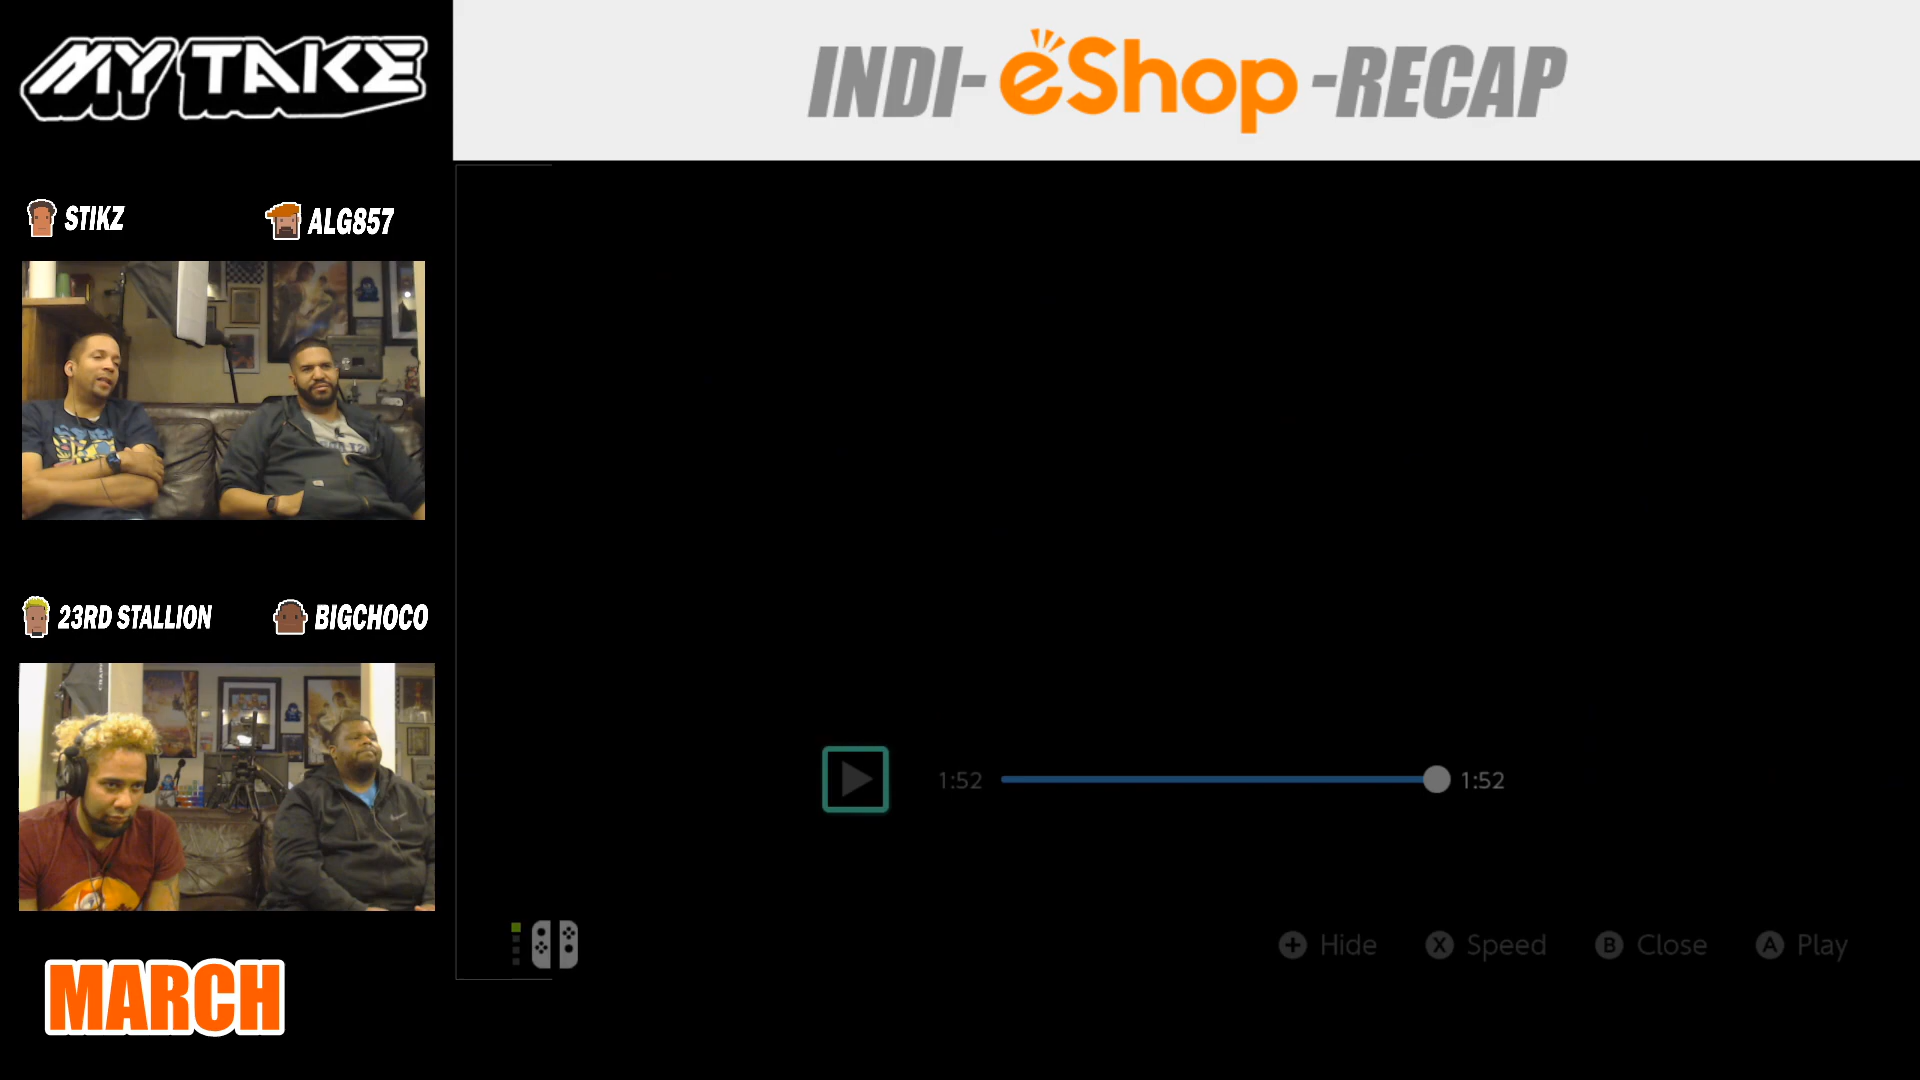 MY TAKE
INDI-eShop-RECAP
STIKZ
ALG857
23RD STALLION
BIGCHOCO
1:52
1:52
+ Hide
X Speed
B Close
A Play
MARCH